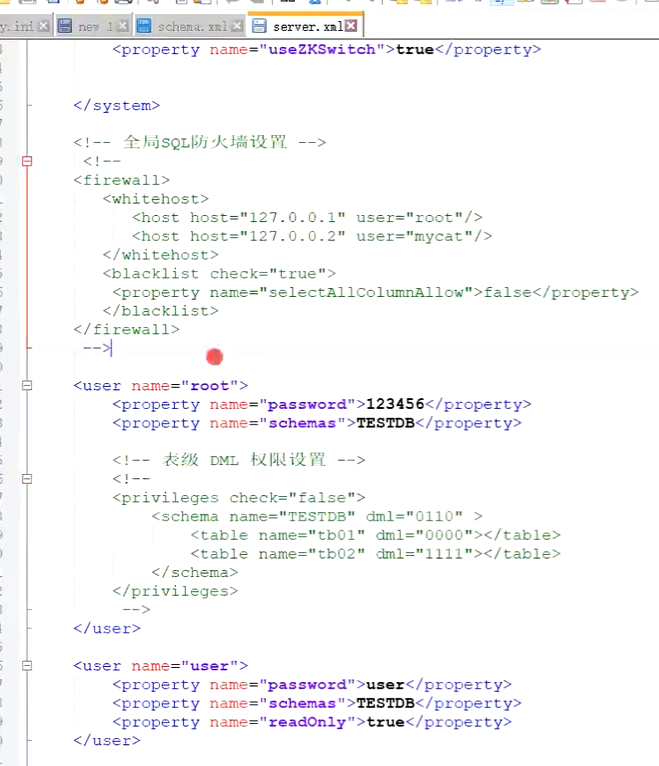 y.ini new 1 schema.xml server.xml
<property name="useZKSwitch">true</property>
</system>
<!-- 全局SQL防火墙设置 -->
<!--
<firewall>
<whitehost>
<host host="127.0.0.1" user="root"/>
<host host="127.0.0.2" user="mycat"/>
</whitehost>
<blacklist check="true">
<property name="selectAllColumnAllow">false</property>
</blacklist>
</firewall>
-->
<user name="root">
<property name="password">123456</property>
<property name="schemas">TESTDB</property>
<!-- 表级 DML 权限设置 -->
<!--
<privileges check="false">
<schema name="TESTDB" dml="0110" >
<table name="tb01" dml="0000"></table>
<table name="tb02" dml="1111"></table>
</schema>
</privileges>
-->
</user>
<user name="user">
<property name="password">user</property>
<property name="schemas">TESTDB</property>
<property name="readOnly">true</property>
</user>